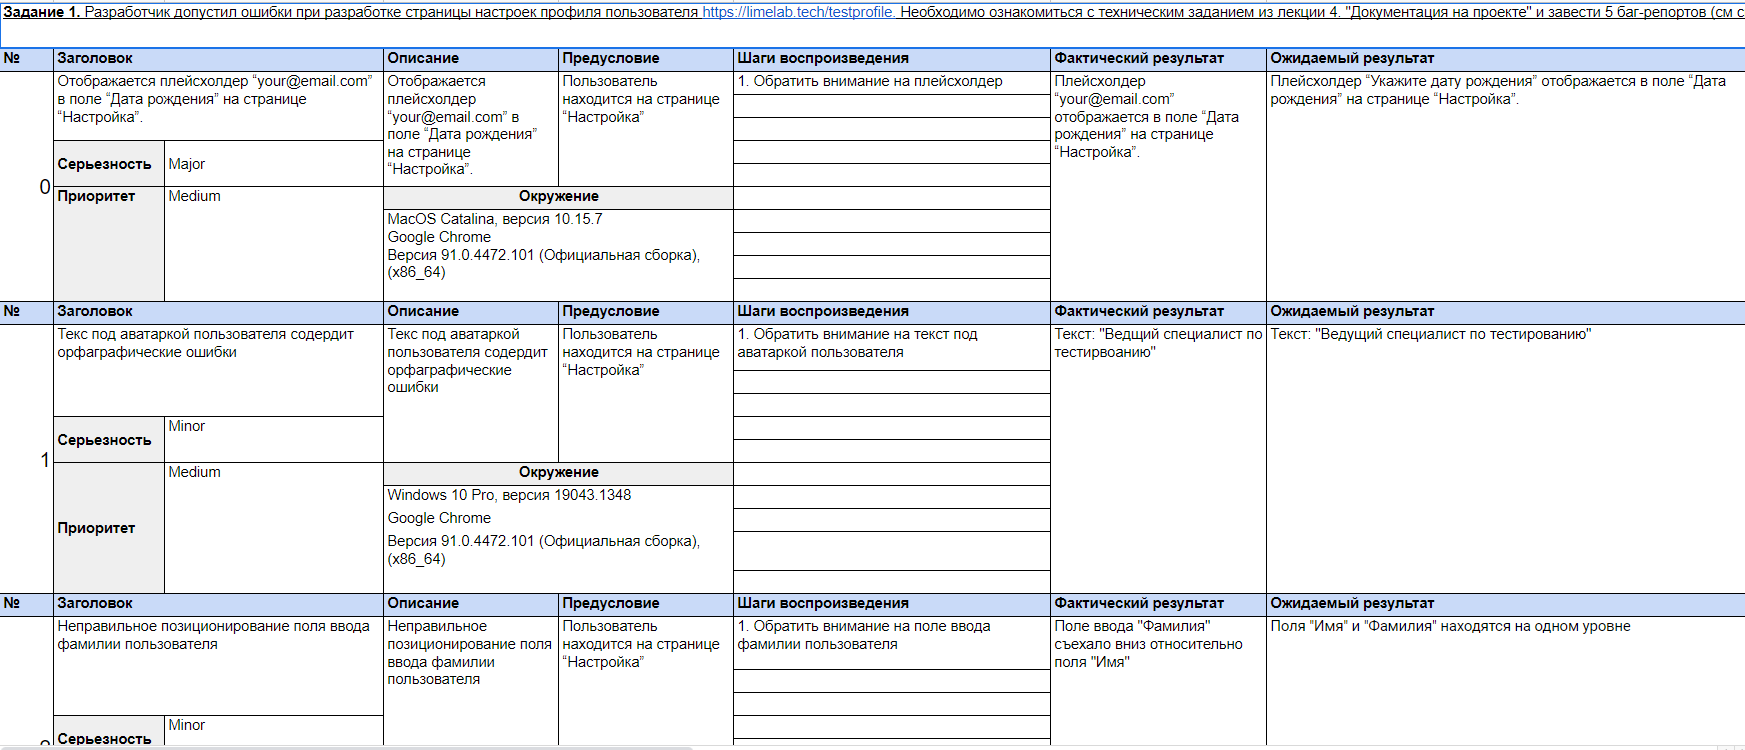 Задание 1. Разработчик допустил ошибки при разработке страницы настроек профиля пользователя https://limelab.tech/testprofile. Необходимо ознакомиться с техническим заданием из лекции 4. "Документация на проекте" и завести 5 баг-репортов (см с
№ Заголовок Описание Предусловие Шаги воспроизведения Фактический результат Ожидаемый результат
0
Отображается плейсхолдер “your@email.com”
в поле “Дата рождения” на странице
“Настройка”.
Серьезность Major
Приоритет Medium
Отображается
плейсхолдер
“your@email.com” в
поле “Дата рождения”
на странице
“Настройка”.
Пользователь
находится на странице
“Настройка”
Окружение
MacOS Catalina, версия 10.15.7
Google Chrome
Версия 91.0.4472.101 (Официальная сборка),
(x86_64)
1. Обратить внимание на плейсхолдер
Плейсхолдер
“your@email.com”
отображается в поле “Дата
рождения” на странице
“Настройка”.
Плейсхолдер “Укажите дату рождения” отображается в поле “Дата
рождения” на странице “Настройка”.
№ Заголовок Описание Предусловие Шаги воспроизведения Фактический результат Ожидаемый результат
1
Текс под аватаркой пользователя содердит
орфаграфические ошибки
Серьезность Minor
Приоритет Medium
Текс под аватаркой
пользователя содердит
орфаграфические
ошибки
Пользователь
находится на странице
“Настройка”
Окружение
Windows 10 Pro, версия 19043.1348
Google Chrome
Версия 91.0.4472.101 (Официальная сборка),
(x86_64)
1. Обратить внимание на текст под
аватаркой пользователя
Текст: "Ведщий специалист по
тестирвоанию"
Текст: "Ведущий специалист по тестированию"
№ Заголовок Описание Предусловие Шаги воспроизведения Фактический результат Ожидаемый результат
Неправильное позиционирование поля ввода
фамилии пользователя
Серьезность Minor
Неправильное
позиционирование поля
ввода фамилии
пользователя
Пользователь
находится на странице
“Настройка”
1. Обратить внимание на поле ввода
фамилии пользователя
Поле ввода "Фамилия"
съехало вниз относительно
поля "Имя"
Поля "Имя" и "Фамилия" находятся на одном уровне